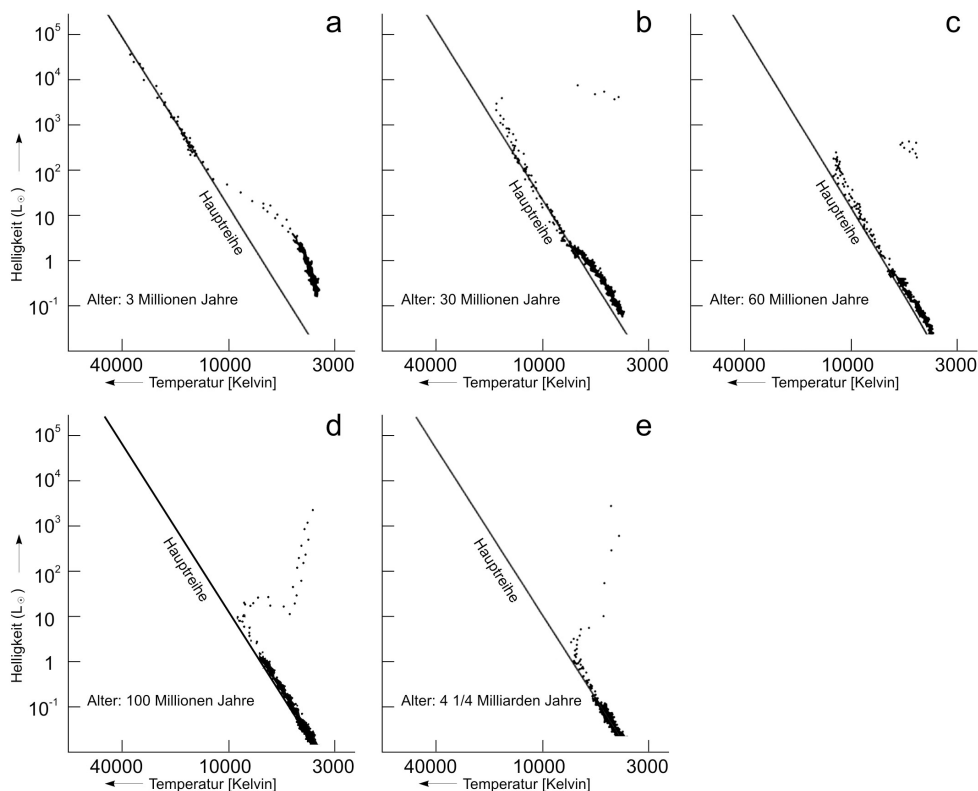 a
10⁵
10⁴
10³
10²
10
1
10⁻¹
Helligkeit (L☉)
Hauptreihe
Alter: 3 Millionen Jahre
40000 10000 3000
Temperatur [Kelvin]
b
Hauptreihe
Alter: 30 Millionen Jahre
40000 10000 3000
Temperatur [Kelvin]
c
Hauptreihe
Alter: 60 Millionen Jahre
40000 10000 3000
Temperatur [Kelvin]
d
10⁵
10⁴
10³
10²
10
1
10⁻¹
Helligkeit (L☉)
Hauptreihe
Alter: 100 Millionen Jahre
40000 10000 3000
Temperatur [Kelvin]
e
Hauptreihe
Alter: 4 1/4 Milliarden Jahre
40000 10000 3000
Temperatur [Kelvin]